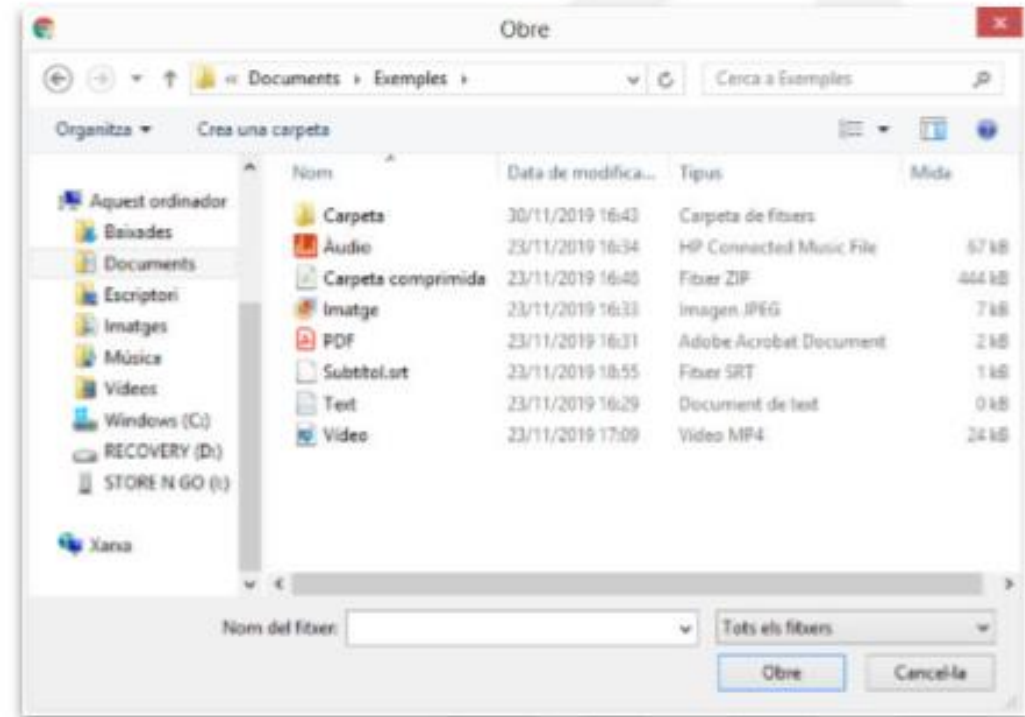 Obre
« Documents › Exemples › Cerca a Exemples
Organitza Crea una carpeta
Nom Data de modifica... Tipus Mida
Aquest ordinador
Baixades
Documents
Escriptori
Imatges
Música
Vídeos
Windows (C:)
RECOVERY (D:)
STORE N GO (I:)
Xarxa
Carpeta 30/11/2019 16:43 Carpeta de fitxers
Àudio 23/11/2019 16:34 HP Connected Music File 67 kB
Carpeta comprimida 23/11/2019 16:48 Fitxer ZIP 444 kB
Imatge 23/11/2019 16:33 Imagen JPEG 7 kB
PDF 23/11/2019 16:31 Adobe Acrobat Document 2 kB
Subtítol.srt 23/11/2019 18:55 Fitxer SRT 1 kB
Text 23/11/2019 16:29 Document de text 0 kB
Vídeo 23/11/2019 17:09 Video MP4 24 kB
Nom del fitxer: Tots els fitxers
Obre Cancel·la